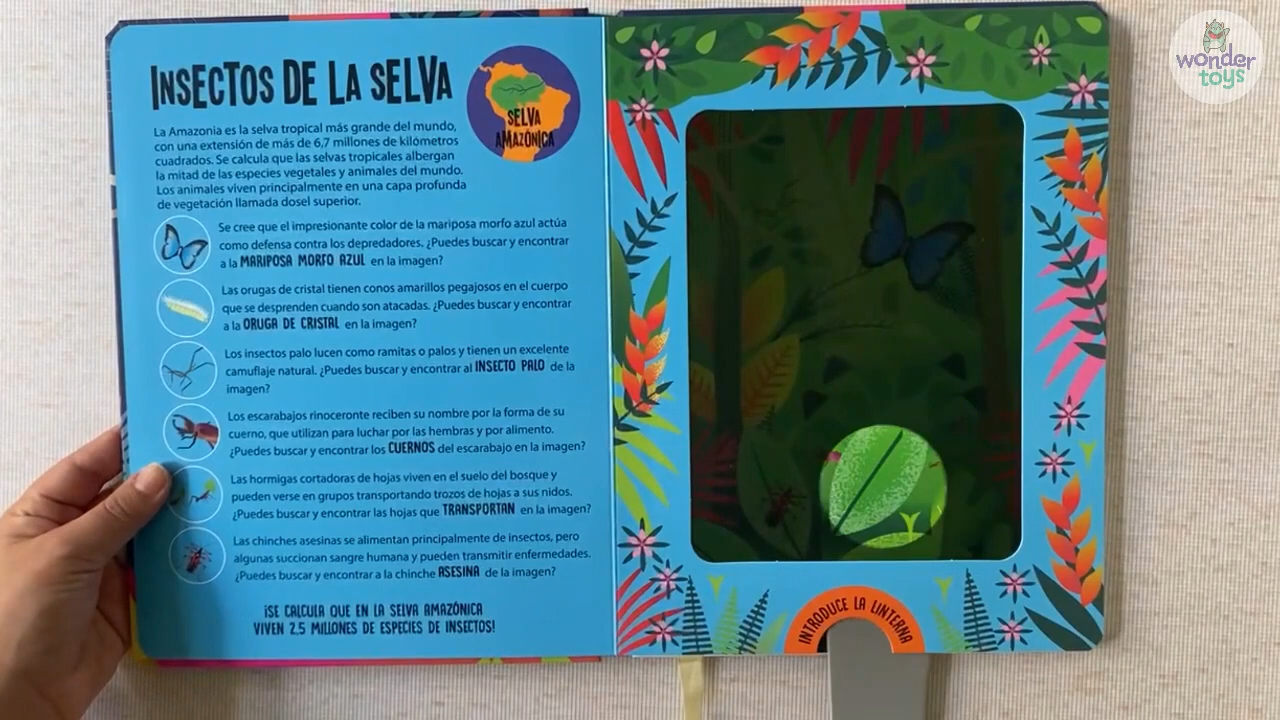 INSECTOS DE LA SELVA
La Amazonia es la selva tropical más grande del mundo,
con una extensión de más de 6,7 millones de kilómetros
cuadrados. Se calcula que las selvas tropicales albergan
la mitad de las especies vegetales y animales del mundo.
Los animales viven principalmente en una capa profunda
de vegetación llamada dosel superior.
SELVA
AMAZÓNICA
Se cree que el impresionante color de la mariposa morfo azul actúa
como defensa contra los depredadores. ¿Puedes buscar y encontrar
a la MARIPOSA MORFO AZUL en la imagen?
Las orugas de cristal tienen conos amarillos pegajosos en el cuerpo
que se desprenden cuando son atacadas. ¿Puedes buscar y encontrar
a la ORUGA DE CRISTAL en la imagen?
Los insectos palo lucen como ramitas o palos y tienen un excelente
camuflaje natural. ¿Puedes buscar y encontrar al INSECTO PALO de la
imagen?
Los escarabajos rinoceronte reciben su nombre por la forma de su
cuerno, que utilizan para luchar por las hembras y por alimento.
¿Puedes buscar y encontrar los CUERNOS del escarabajo en la imagen?
Las hormigas cortadoras de hojas viven en el suelo del bosque y
pueden verse en grupos transportando trozos de hojas a sus nidos.
¿Puedes buscar y encontrar las hojas que TRANSPORTAN en la imagen?
Las chinches asesinas se alimentan principalmente de insectos, pero
algunas succionan sangre humana y pueden transmitir enfermedades.
¿Puedes buscar y encontrar a la chinche ASESINA de la imagen?
¡SE CALCULA QUE EN LA SELVA AMAZÓNICA
VIVEN 2,5 MILLONES DE ESPECIES DE INSECTOS!
INTRODUCE LA LINTERNA
wonder
toys